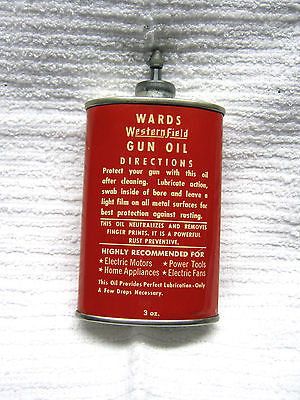 WARDS
Western Field
GUN OIL
DIRECTIONS
Protect your gun with this oil
after cleaning. Lubricate action,
swab inside of bore and leave a
light film on all metal surfaces for
best protection against rusting.
THIS OIL NEUTRALIZES AND REMOVES
FINGER PRINTS. IT IS A POWERFUL
RUST PREVENTIVE.
HIGHLY RECOMMENDED FOR
★Electric Motors ★Power Tools
★Home Appliances ★Electric Fans
This Oil Provides Perfect Lubrication-Only
A Few Drops Necessary.
3 oz.